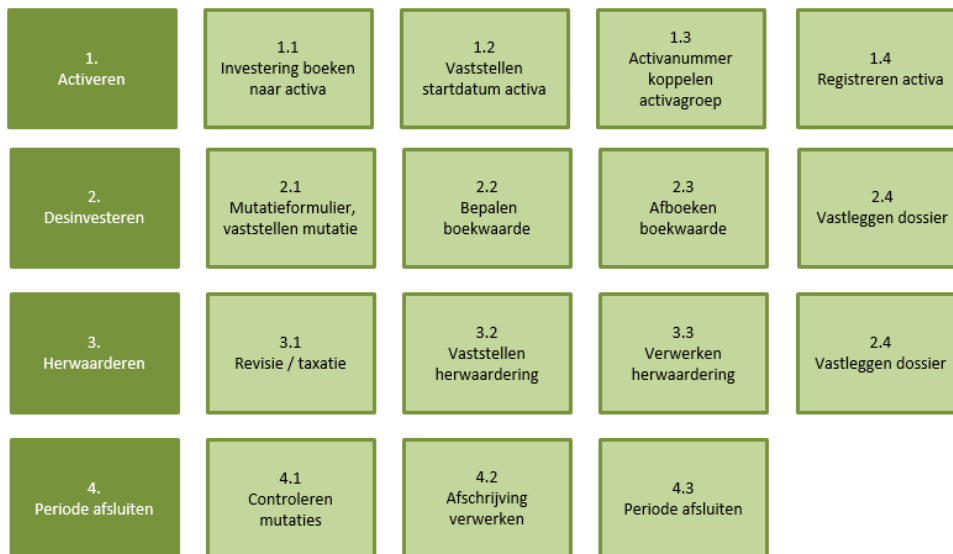 1.
Activeren
1.1
Investering boeken
naar activa
1.2
Vaststellen
startdatum activa
1.3
Activanummer
koppelen
activagroep
1.4
Registreren activa
2.
Desinvesteren
2.1
Mutatieformulier,
vaststellen mutatie
2.2
Bepalen
boekwaarde
2.3
Afboeken
boekwaarde
2.4
Vastleggen dossier
3.
Herwaarderen
3.1
Revisie / taxatie
3.2
Vaststellen
herwaardering
3.3
Verwerken
herwaardering
2.4
Vastleggen dossier
4.
Periode afsluiten
4.1
Controleren
mutaties
4.2
Afschrijving
verwerken
4.3
Periode afsluiten